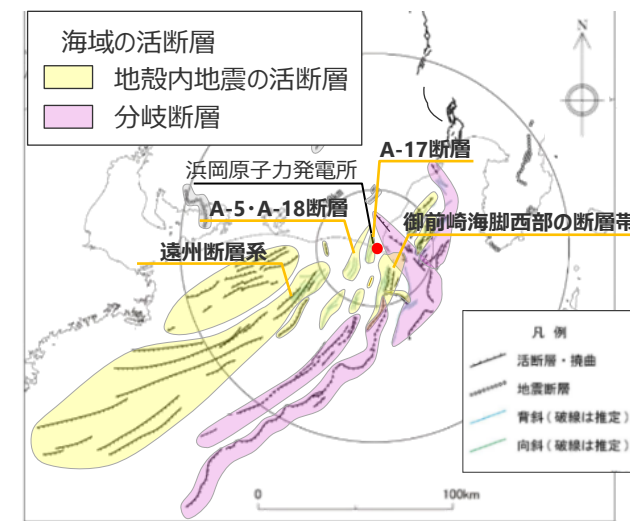 海域の活断層
地殻内地震の活断層
分岐断層
N
A-17断層
浜岡原子力発電所
A-5・A-18断層
御前崎海脚西部の断層帯
遠州断層系
凡 例
活断層・撓曲
地震断層
背斜(破線は推定)
向斜(破線は推定)
0
100km